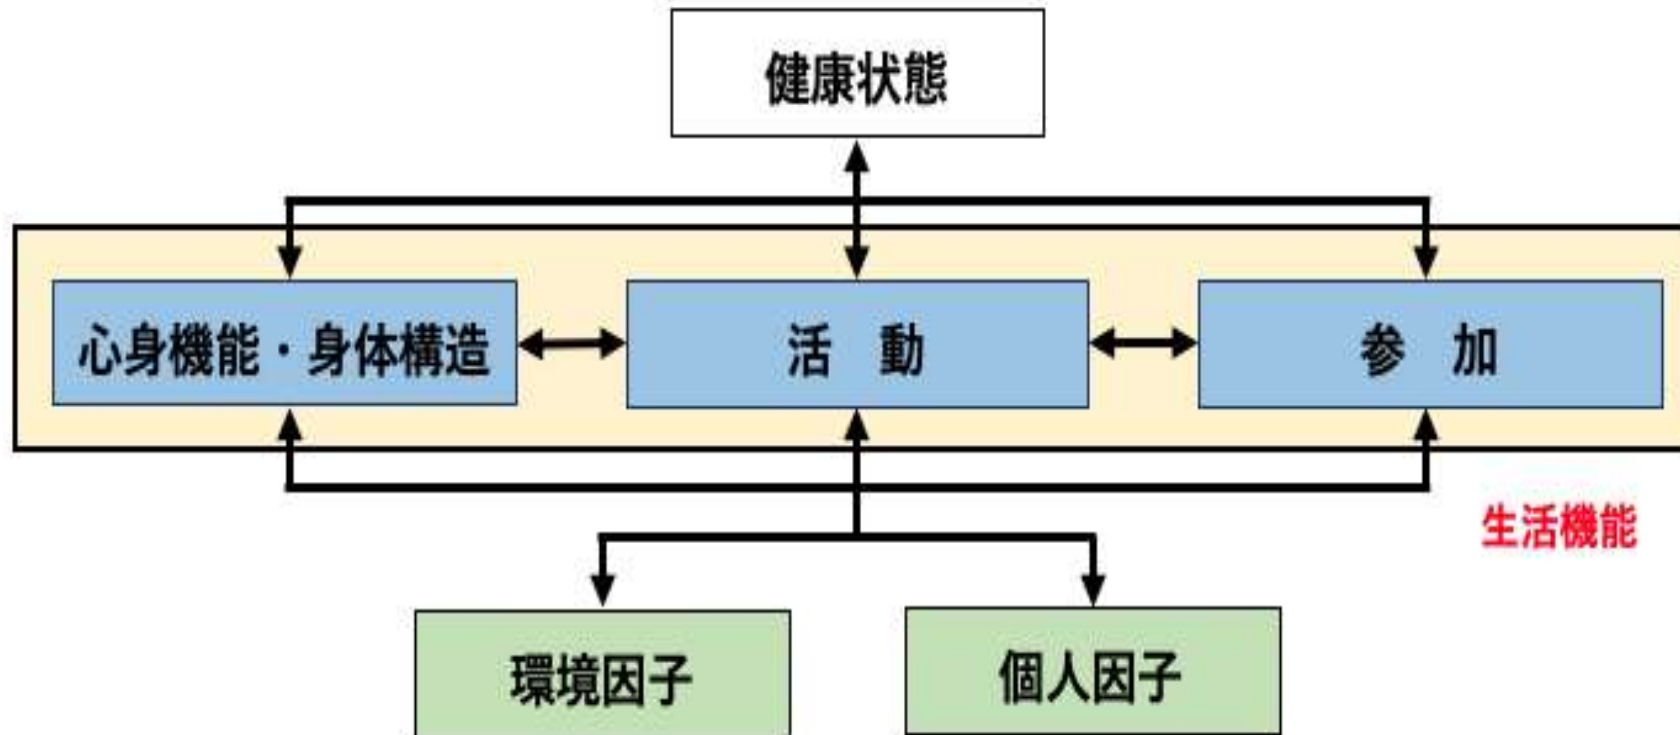 健康状態
心身機能・身体構造
活　動
参　加
生活機能
環境因子
個人因子